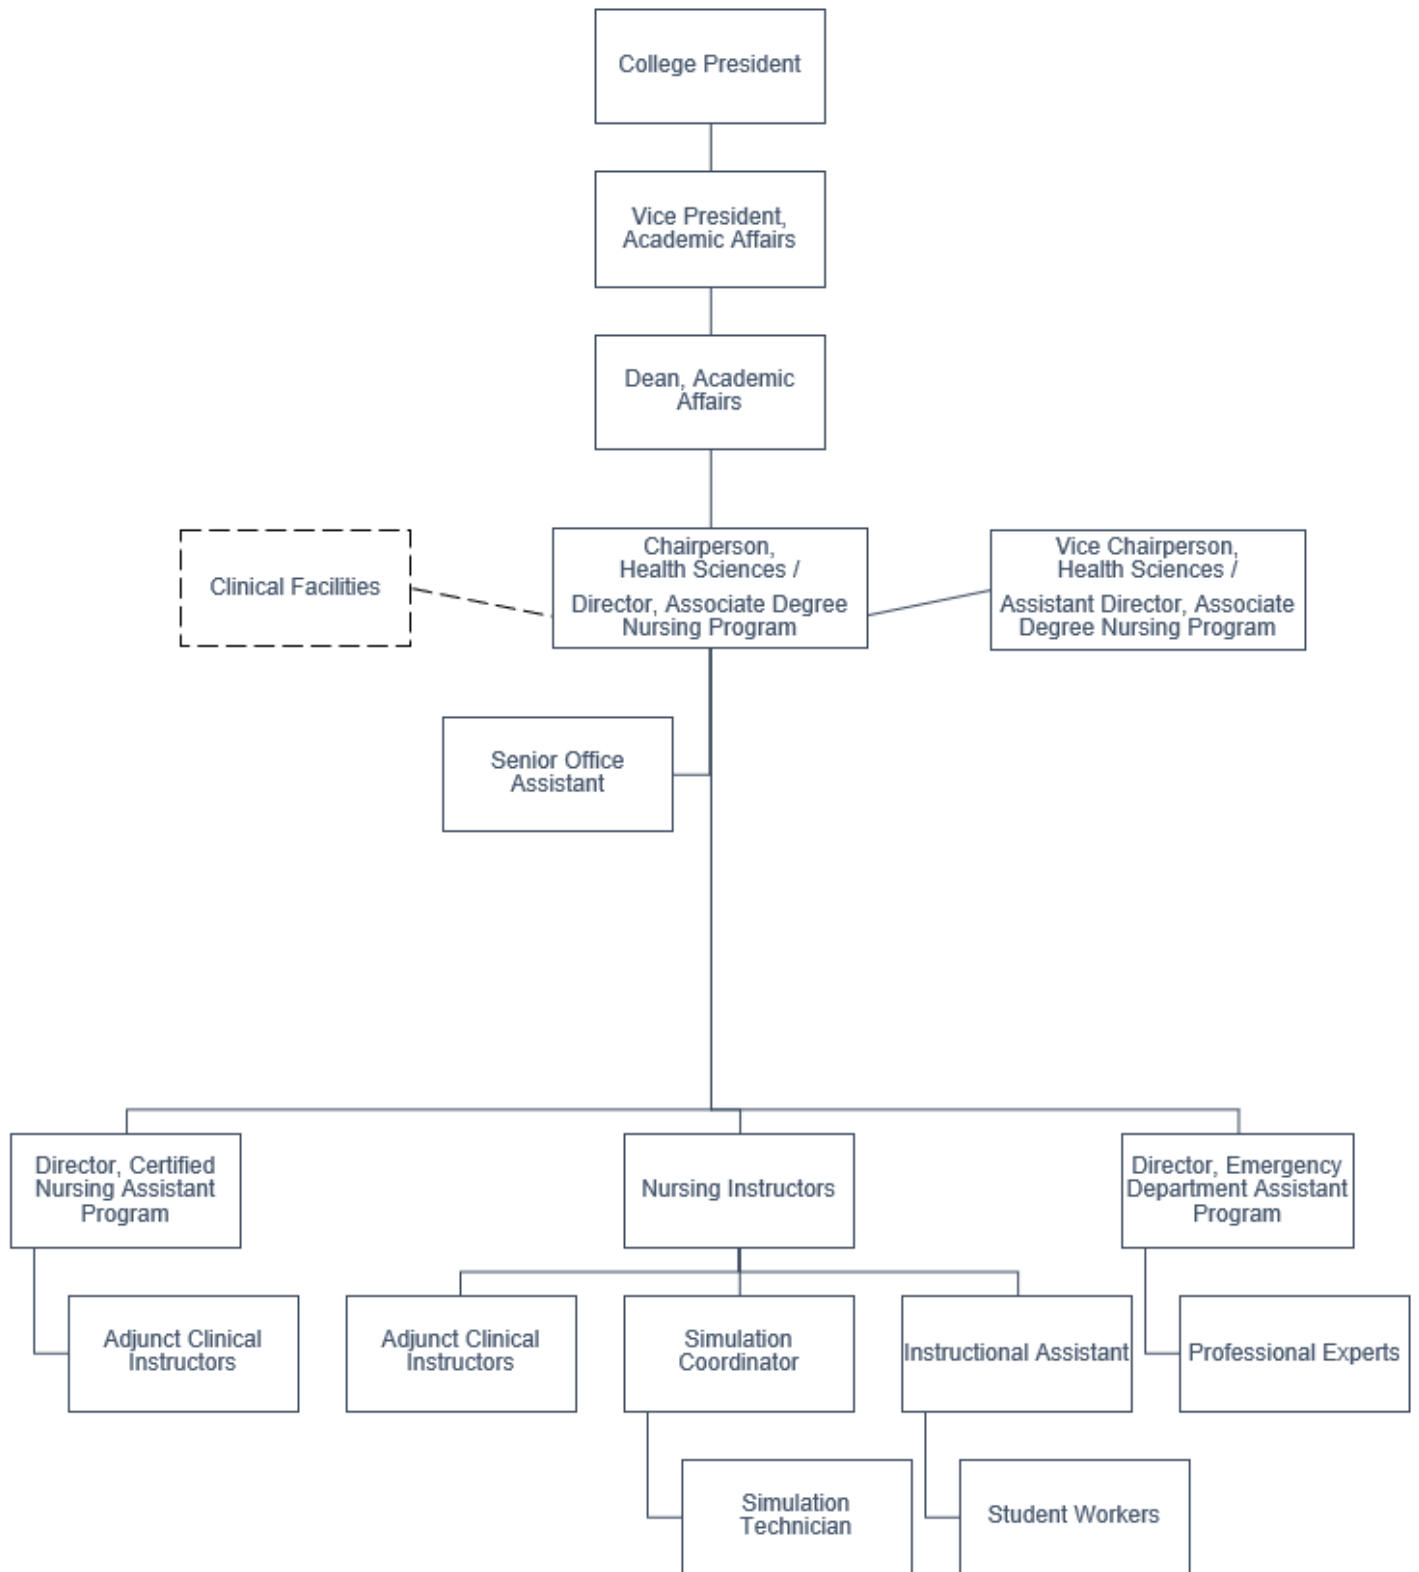 College President
Vice President,
Academic Affairs
Dean, Academic
Affairs
Clinical Facilities
Chairperson,
Health Sciences /
Director, Associate Degree
Nursing Program
Vice Chairperson,
Health Sciences /
Assistant Director, Associate
Degree Nursing Program
Senior Office
Assistant
Director, Certified
Nursing Assistant
Program
Nursing Instructors
Director, Emergency
Department Assistant
Program
Adjunct Clinical
Instructors
Adjunct Clinical
Instructors
Simulation
Coordinator
Instructional Assistant
Professional Experts
Simulation
Technician
Student Workers